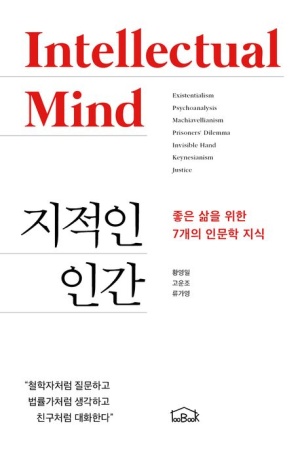 Intellectual
Mind
Existentialism
Psychoanalysis
Machiavellianism
Prisoners' Dilemma
Invisible Hand
Keynesianism
Justice
지적인
인간
좋은 삶을 위한
7개의 인문학 지식
황영일
고운조
류가영
“철학자처럼 질문하고
법률가처럼 생각하고
친구처럼 대화한다”
looBook